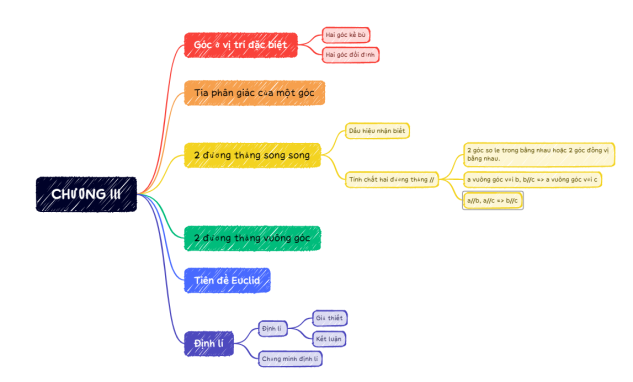 Góc ở vị trí đặc biệt
Hai góc kề bù
Hai góc đối đỉnh
Tia phân giác của một góc
2 đường thẳng song song
Dấu hiệu nhận biết
Tính chất hai đường thẳng //
2 góc so le trong bằng nhau hoặc 2 góc đồng vị
bằng nhau.
a vuông góc với b, b//c => a vuông góc với c
a//b, a//c => b//c
CHƯƠNG III
2 đường thẳng vuông góc
Tiên đề Euclid
Định lí
Định lí
Giả thiết
Kết luận
Chứng minh định lí